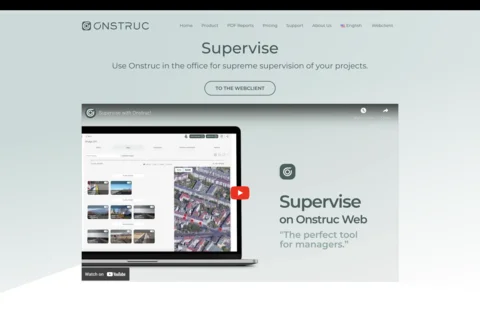 ONSTRUC
Home Product PDF Reports Pricing Support About Us English Webclient
Supervise
Use Onstruc in the office for supreme supervision of your projects.
TO THE WEBCLIENT
Supervise with Onstruc!
Supervise
on Onstruc Web
“The perfect tool
for managers.”
Watch on YouTube